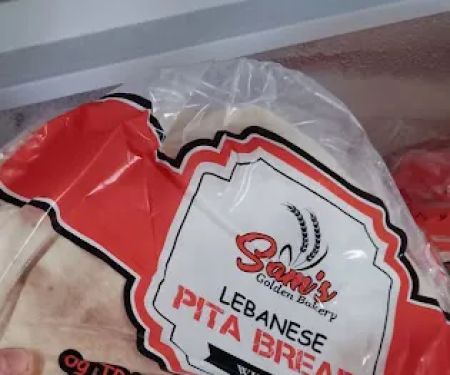 Sam's
Golden Bakery
LEBANESE
PITA BREA